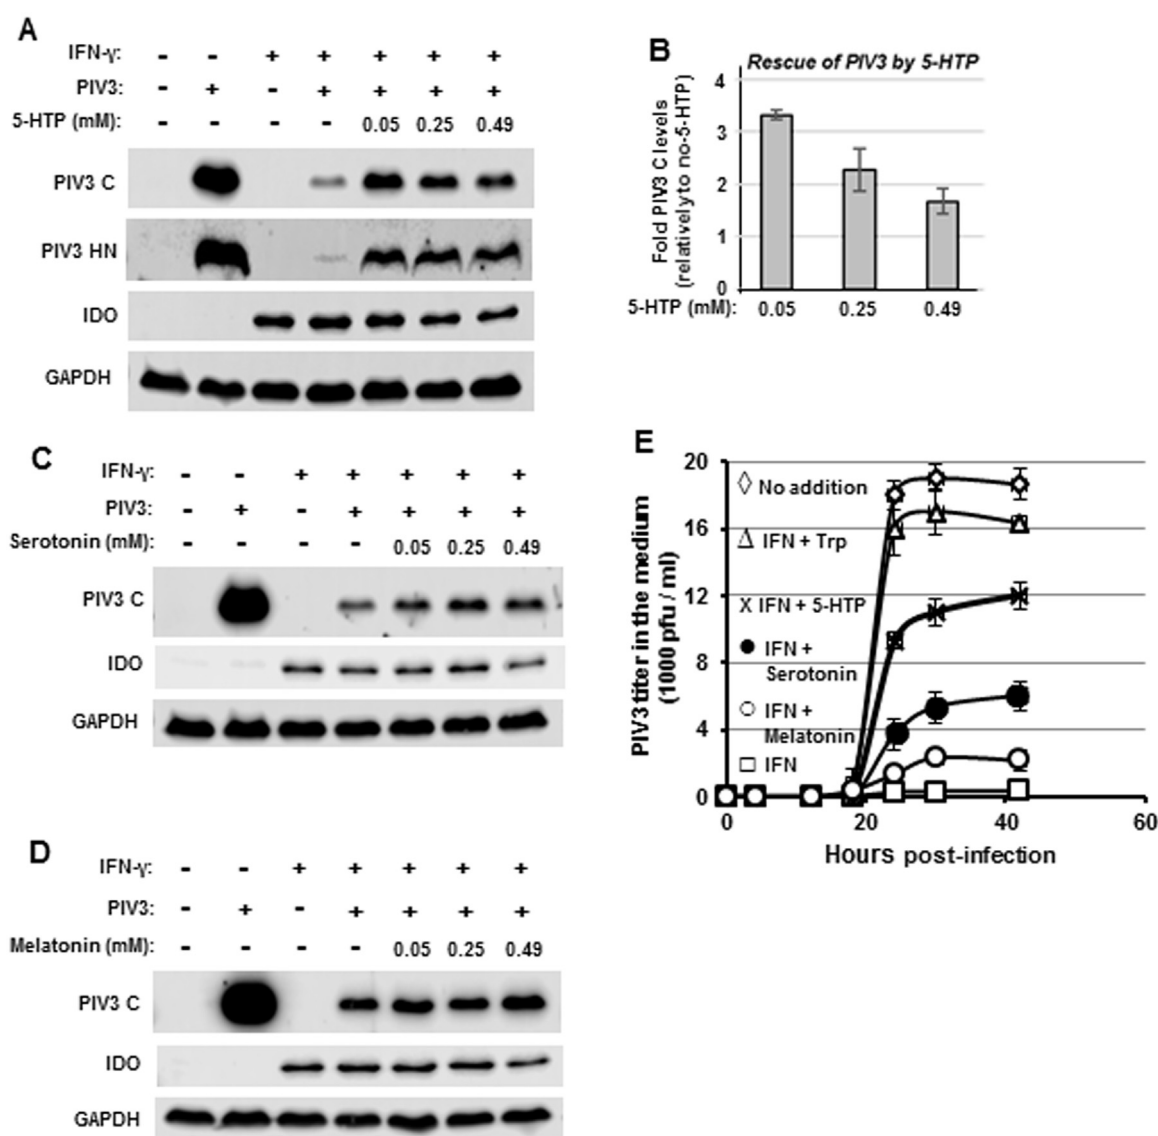 A
IFN-γ: - - + + + + +
PIV3: - + - + + + +
5-HTP (mM): - - - - 0.05 0.25 0.49
PIV3 C
PIV3 HN
IDO
GAPDH
B
Rescue of PIV3 by 5-HTP
Fold PIV3 C levels
(relatively to no-5-HTP)
4
3
2
1
0
5-HTP (mM): 0.05 0.25 0.49
C
IFN-γ: - - + + + + +
PIV3: - + - + + + +
Serotonin (mM): - - - - 0.05 0.25 0.49
PIV3 C
IDO
GAPDH
D
IFN-γ: - - + + + + +
PIV3: - + - + + + +
Melatonin (mM): - - - - 0.05 0.25 0.49
PIV3 C
IDO
GAPDH
E
PIV3 titer in the medium
(1000 pfu / ml)
20
16
12
8
4
0
No addition
IFN + Trp
IFN + 5-HTP
IFN +
Serotonin
IFN +
Melatonin
IFN
0 20 40 60
Hours post-infection